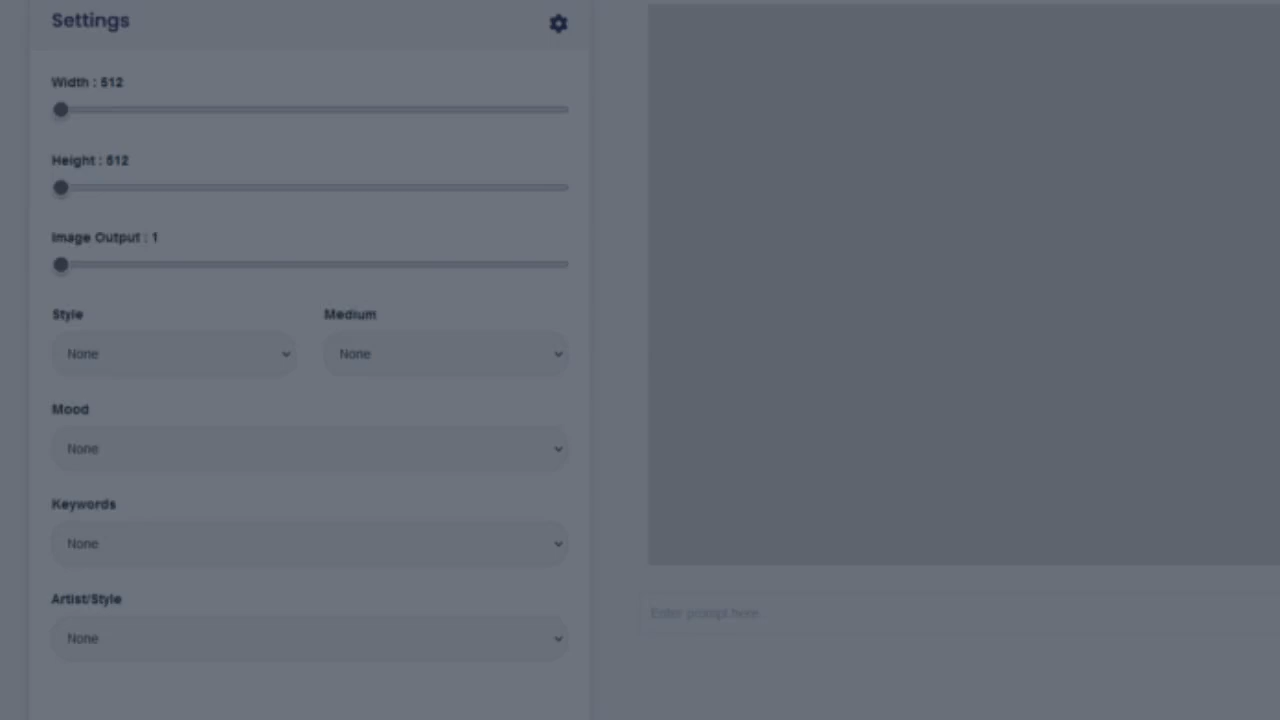 Settings
Width : 512
Height : 512
Image Output : 1
Style Medium
None None
Mood
None
Keywords
None
Artist/Style
None
Enter prompt here